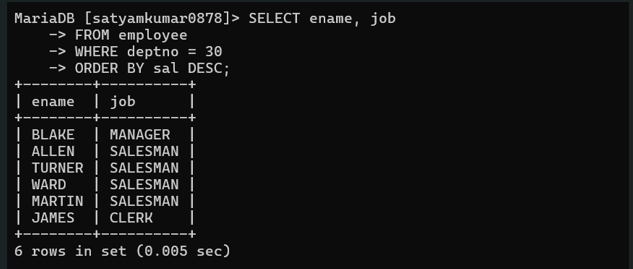 MariaDB [satyamkumar0878]> SELECT ename, job
    -> FROM employee
    -> WHERE deptno = 30
    -> ORDER BY sal DESC;
+--------+----------+
| ename  | job      |
+--------+----------+
| BLAKE  | MANAGER  |
| ALLEN  | SALESMAN |
| TURNER | SALESMAN |
| WARD   | SALESMAN |
| MARTIN | SALESMAN |
| JAMES  | CLERK    |
+--------+----------+
6 rows in set (0.005 sec)